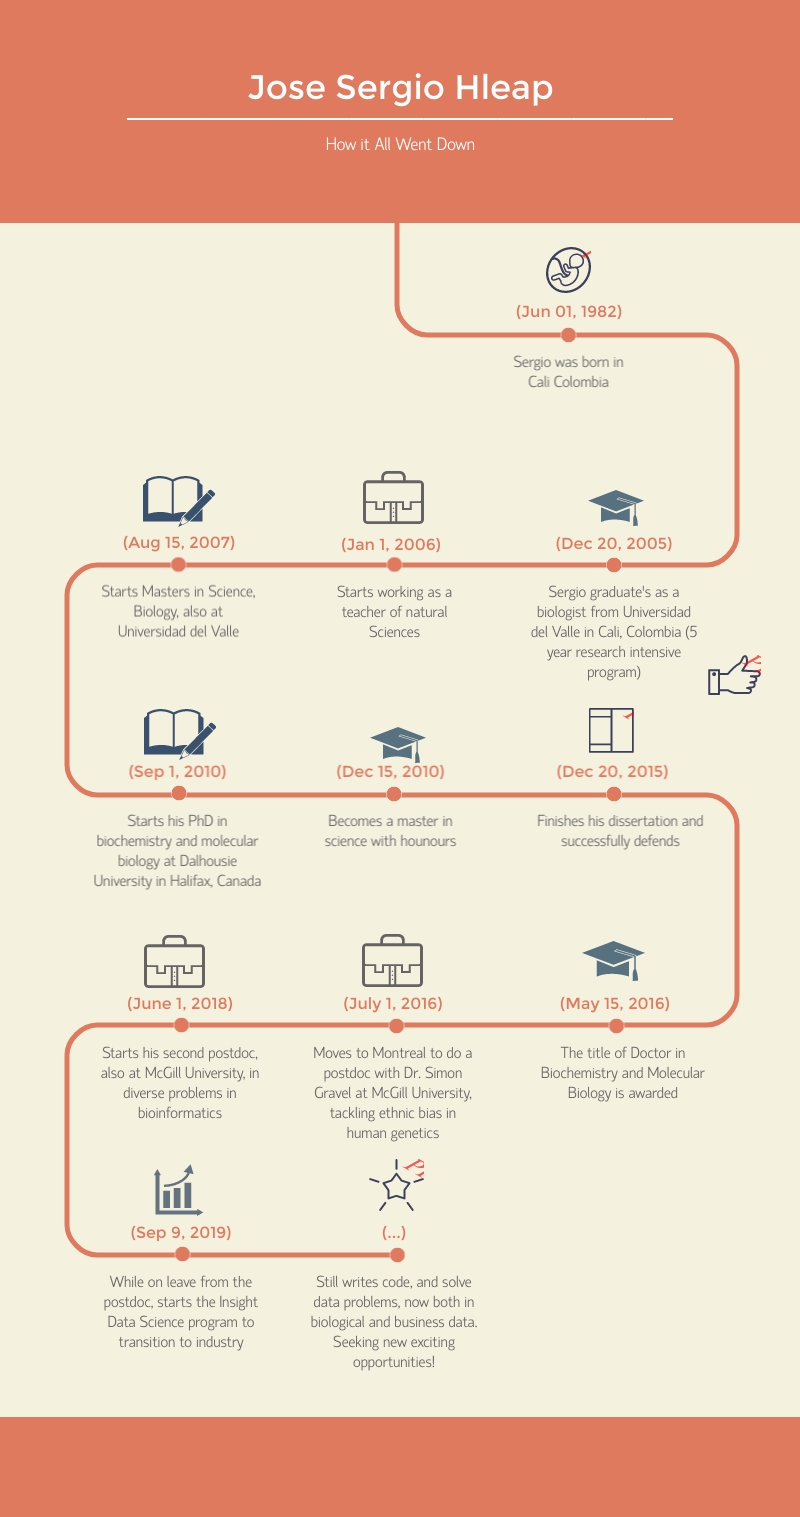 Jose Sergio Hleap
How it All Went Down
(Jun 01, 1982)
Sergio was born in
Cali Colombia
(Dec 20, 2005)
Sergio graduate's as a
biologist from Universidad
del Valle in Cali, Colombia (5
year research intensive
program)
(Jan 1, 2006)
Starts working as a
teacher of natural
Sciences
(Aug 15, 2007)
Starts Masters in Science,
Biology, also at
Universidad del Valle
(Sep 1, 2010)
Starts his PhD in
biochemistry and molecular
biology at Dalhousie
University in Halifax, Canada
(Dec 15, 2010)
Becomes a master in
science with hounours
(Dec 20, 2015)
Finishes his dissertation and
successfully defends
(May 15, 2016)
The title of Doctor in
Biochemistry and Molecular
Biology is awarded
(July 1, 2016)
Moves to Montreal to do a
postdoc with Dr. Simon
Gravel at McGill University,
tackling ethnic bias in
human genetics
(June 1, 2018)
Starts his second postdoc,
also at McGill University, in
diverse problems in
bioinformatics
(Sep 9, 2019)
While on leave from the
postdoc, starts the Insight
Data Science program to
transition to industry
(...)
Still writes code, and solve
data problems, now both in
biological and business data.
Seeking new exciting
opportunities!